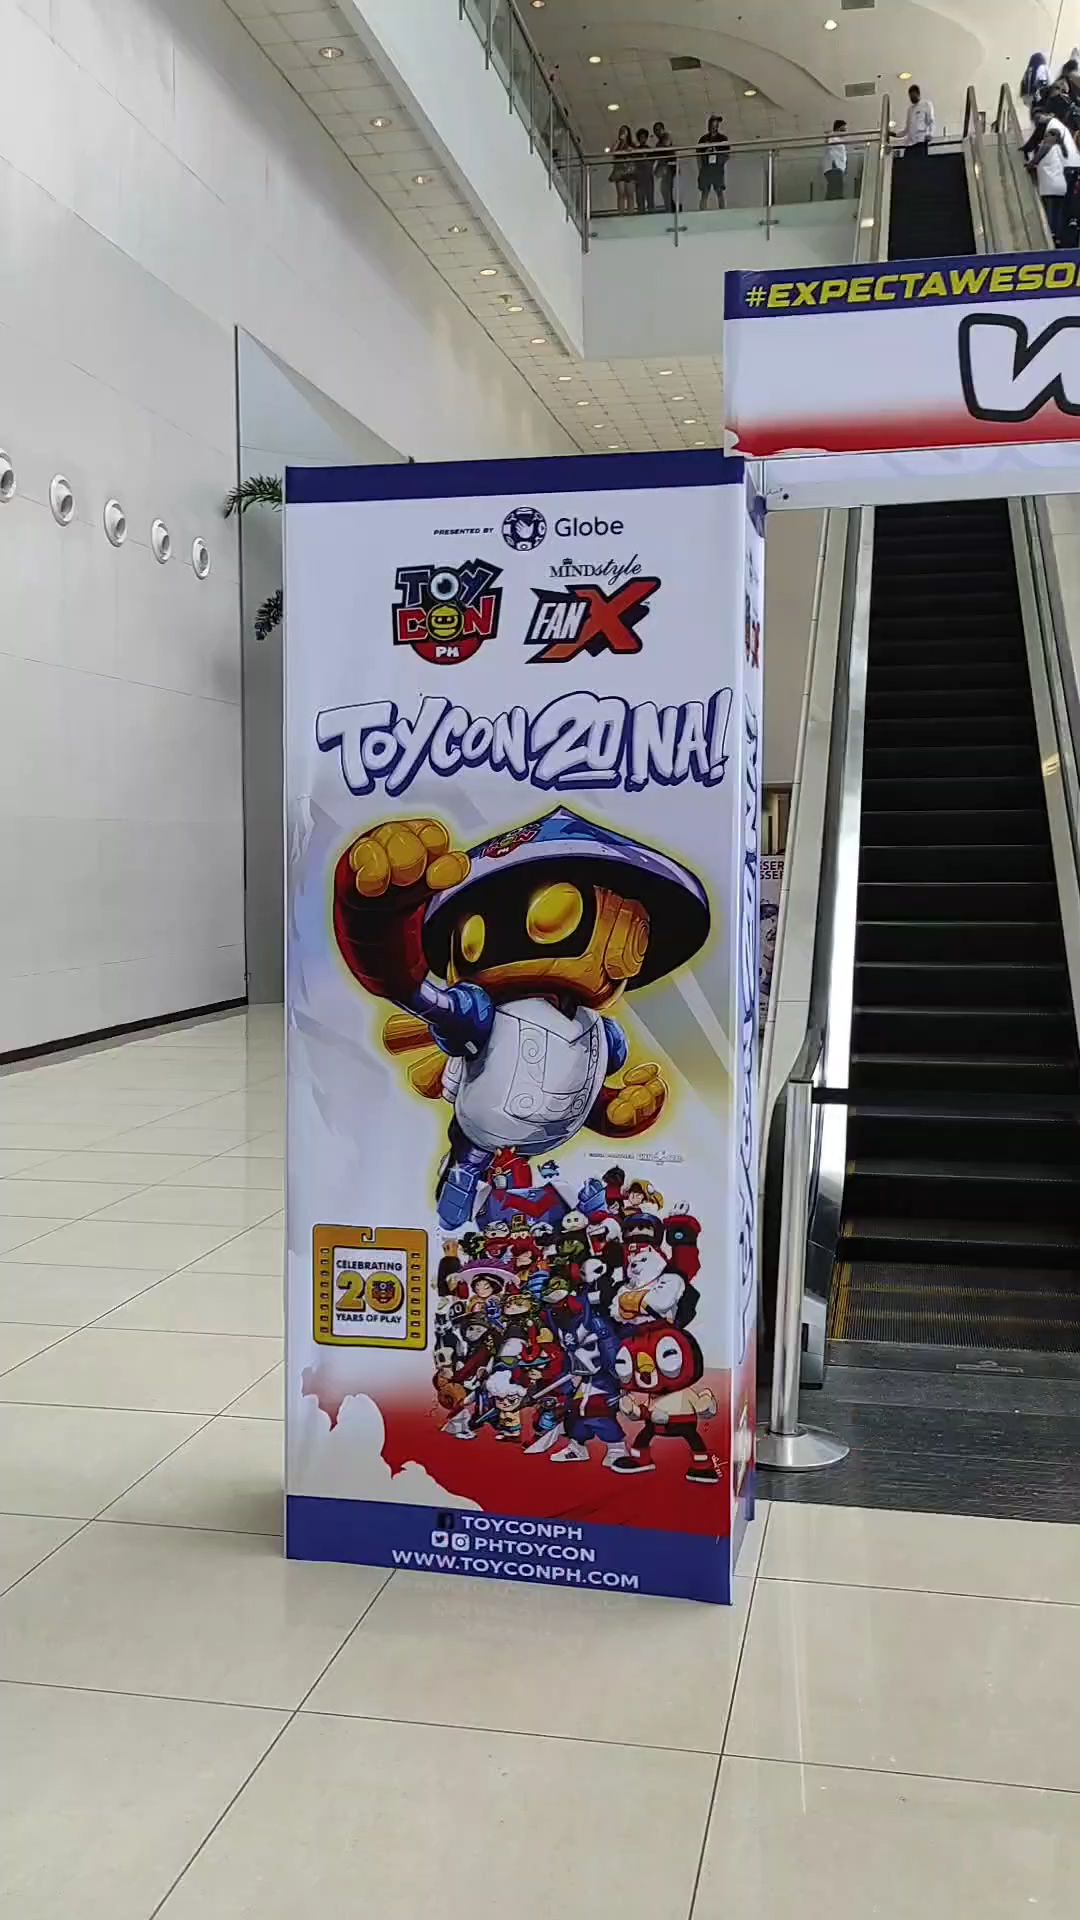 #EXPECTAWESO
W
PRESENTED BY Globe
TOY CON PH
MINDstyle
FANX
TOYCON 20 NA!
CELEBRATING
20
YEARS OF PLAY
TOYCONPH
PHTOYCON
WWW.TOYCONPH.COM